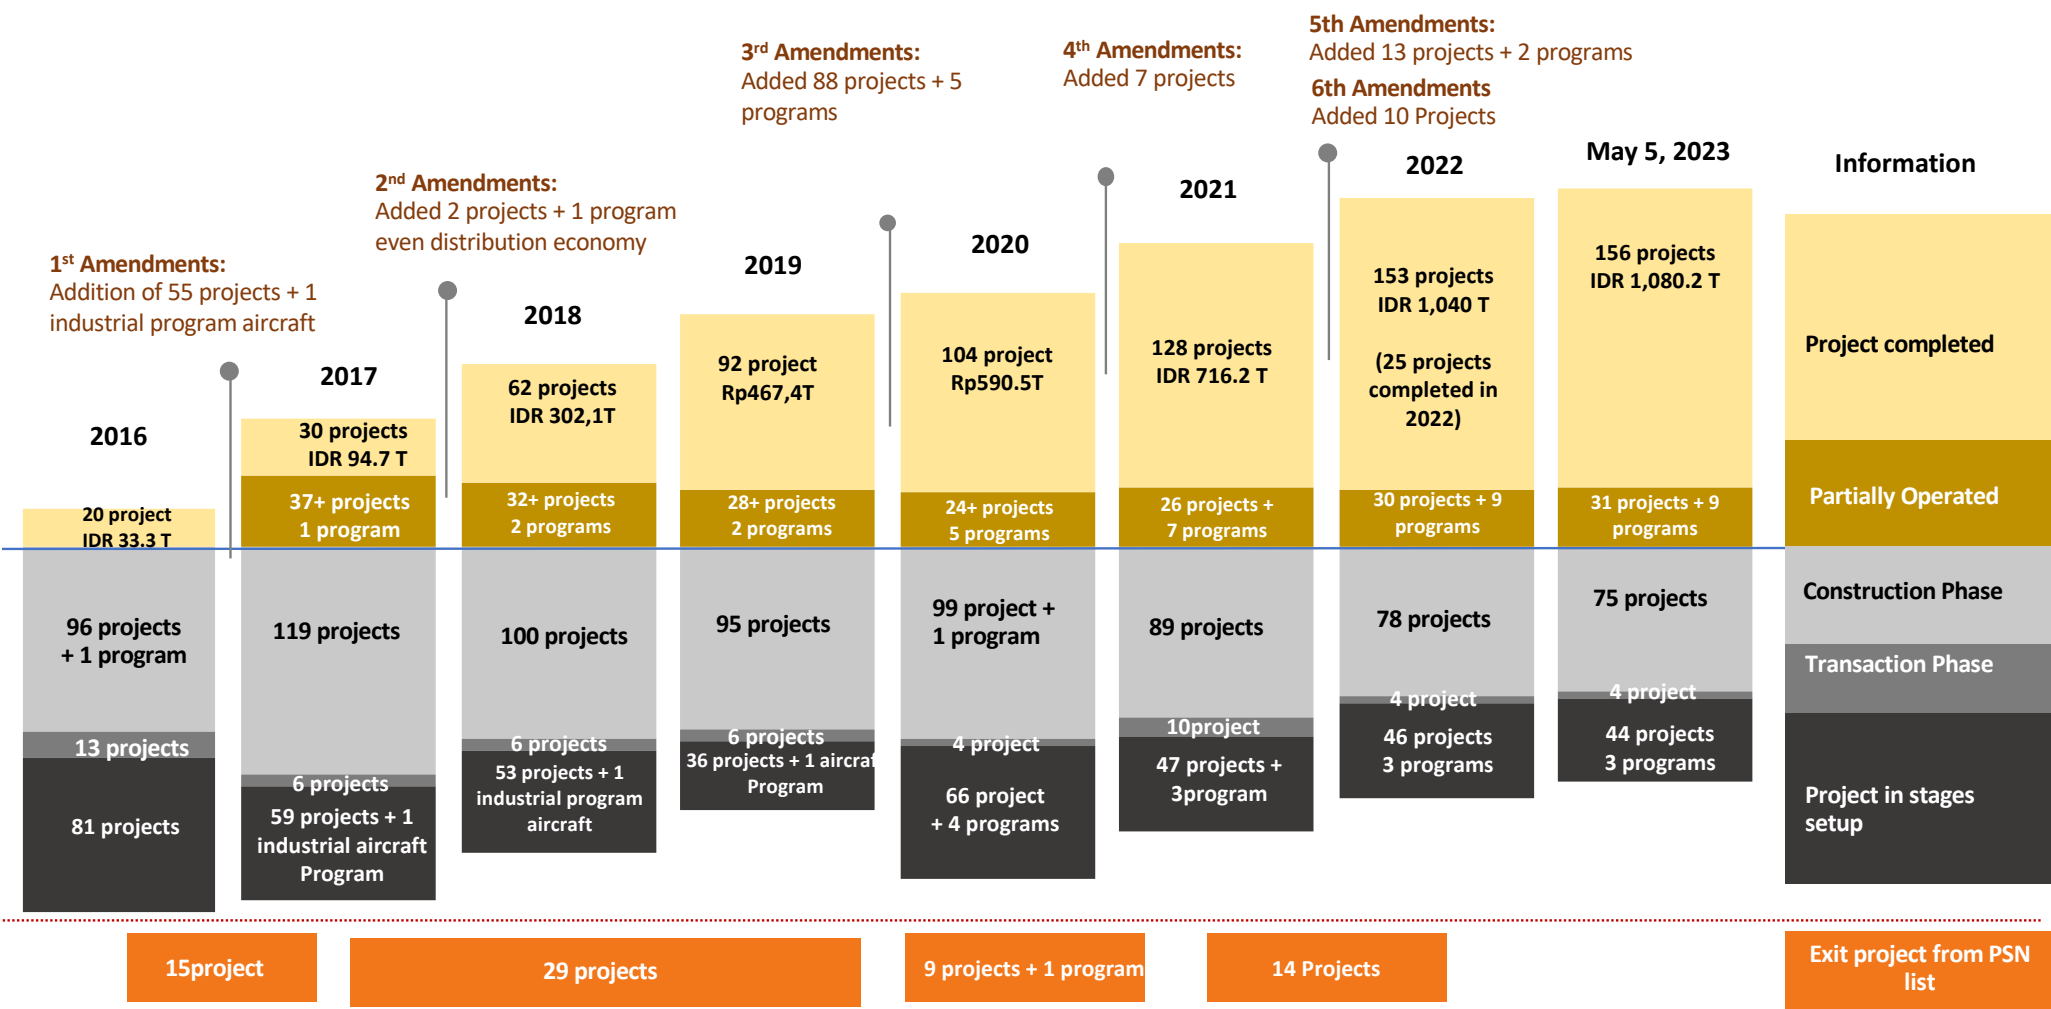 5th Amendments:
Added 13 projects + 2 programs
6th Amendments
Added 10 Projects
3rd Amendments:
Added 88 projects + 5
programs
4th Amendments:
Added 7 projects
2nd Amendments:
Added 2 projects + 1 program
even distribution economy
1st Amendments:
Addition of 55 projects + 1
industrial program aircraft
2016
20 project
IDR 33.3 T
96 projects
+ 1 program
13 projects
81 projects
2017
30 projects
IDR 94.7 T
37+ projects
1 program
119 projects
6 projects
59 projects + 1
industrial aircraft
Program
2018
62 projects
IDR 302,1T
32+ projects
2 programs
100 projects
6 projects
53 projects + 1
industrial program
aircraft
2019
92 project
Rp467,4T
28+ projects
2 programs
95 projects
6 projects
36 projects + 1 aircraf
Program
2020
104 project
Rp590.5T
24+ projects
5 programs
99 project +
1 program
4 project
66 project
+ 4 programs
2021
128 projects
IDR 716.2 T
26 projects +
7 programs
89 projects
10project
47 projects +
3program
2022
153 projects
IDR 1,040 T
(25 projects
completed in
2022)
30 projects + 9
programs
78 projects
4 project
46 projects
3 programs
May 5, 2023
156 projects
IDR 1,080.2 T
31 projects + 9
programs
75 projects
4 project
44 projects
3 programs
Information
Project completed
Partially Operated
Construction Phase
Transaction Phase
Project in stages
setup
15project
29 projects
9 projects + 1 program
14 Projects
Exit project from PSN
list